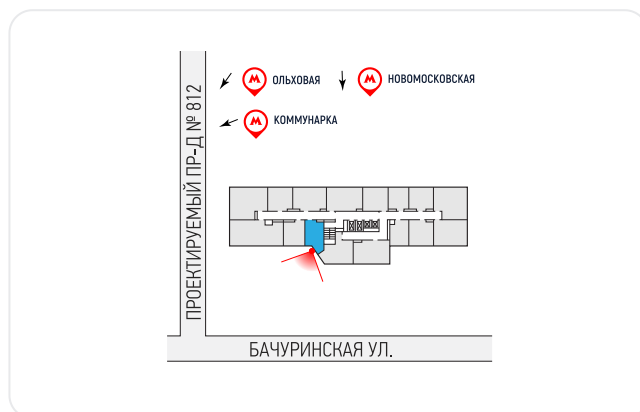 ОЛЬХОВАЯ
НОВОМОСКОВСКАЯ
КОММУНАРКА
ПРОЕКТИРУЕМЫЙ ПР-Д № 812
БАЧУРИНСКАЯ УЛ.